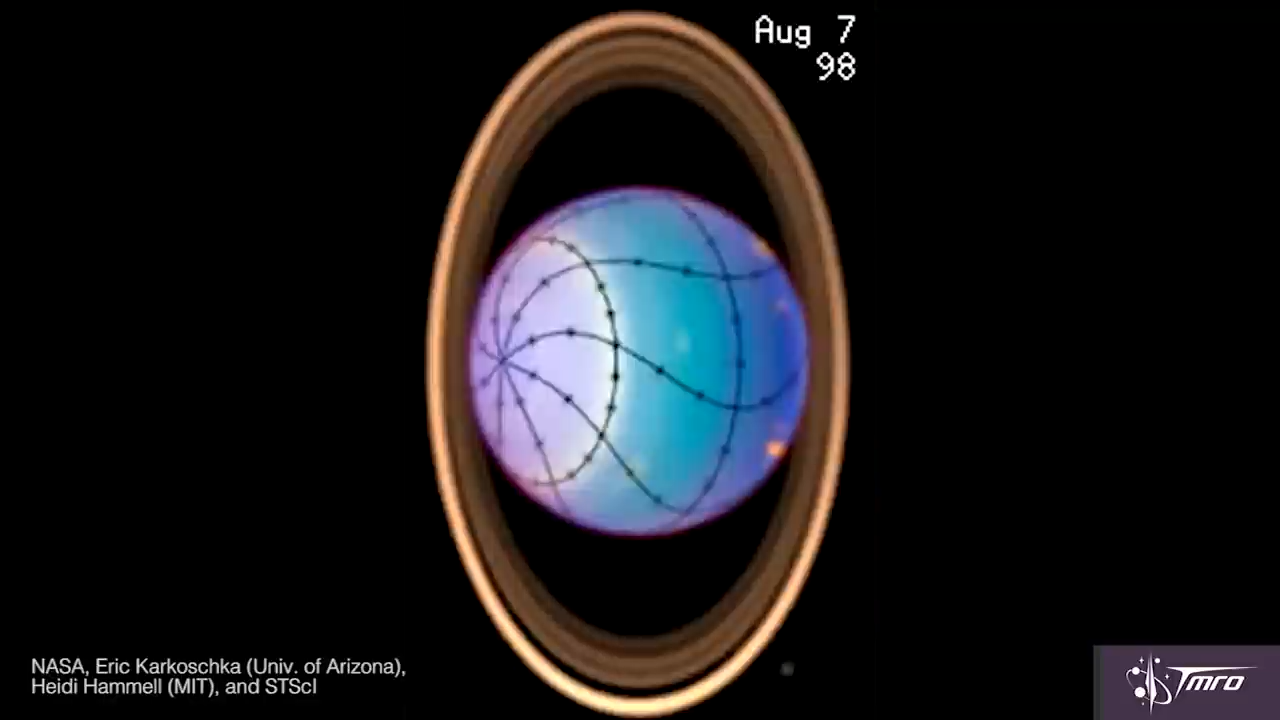 Aug 7
98
NASA, Eric Karkoschka (Univ. of Arizona),
Heidi Hammell (MIT), and STScI
Tmro